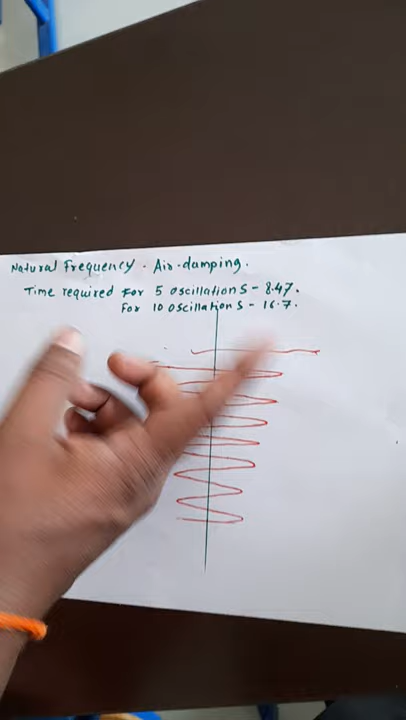 Natural Frequency. Air-damping.
Time required For 5 oscillations - 8.47.
For 10 oscillations - 16.7.